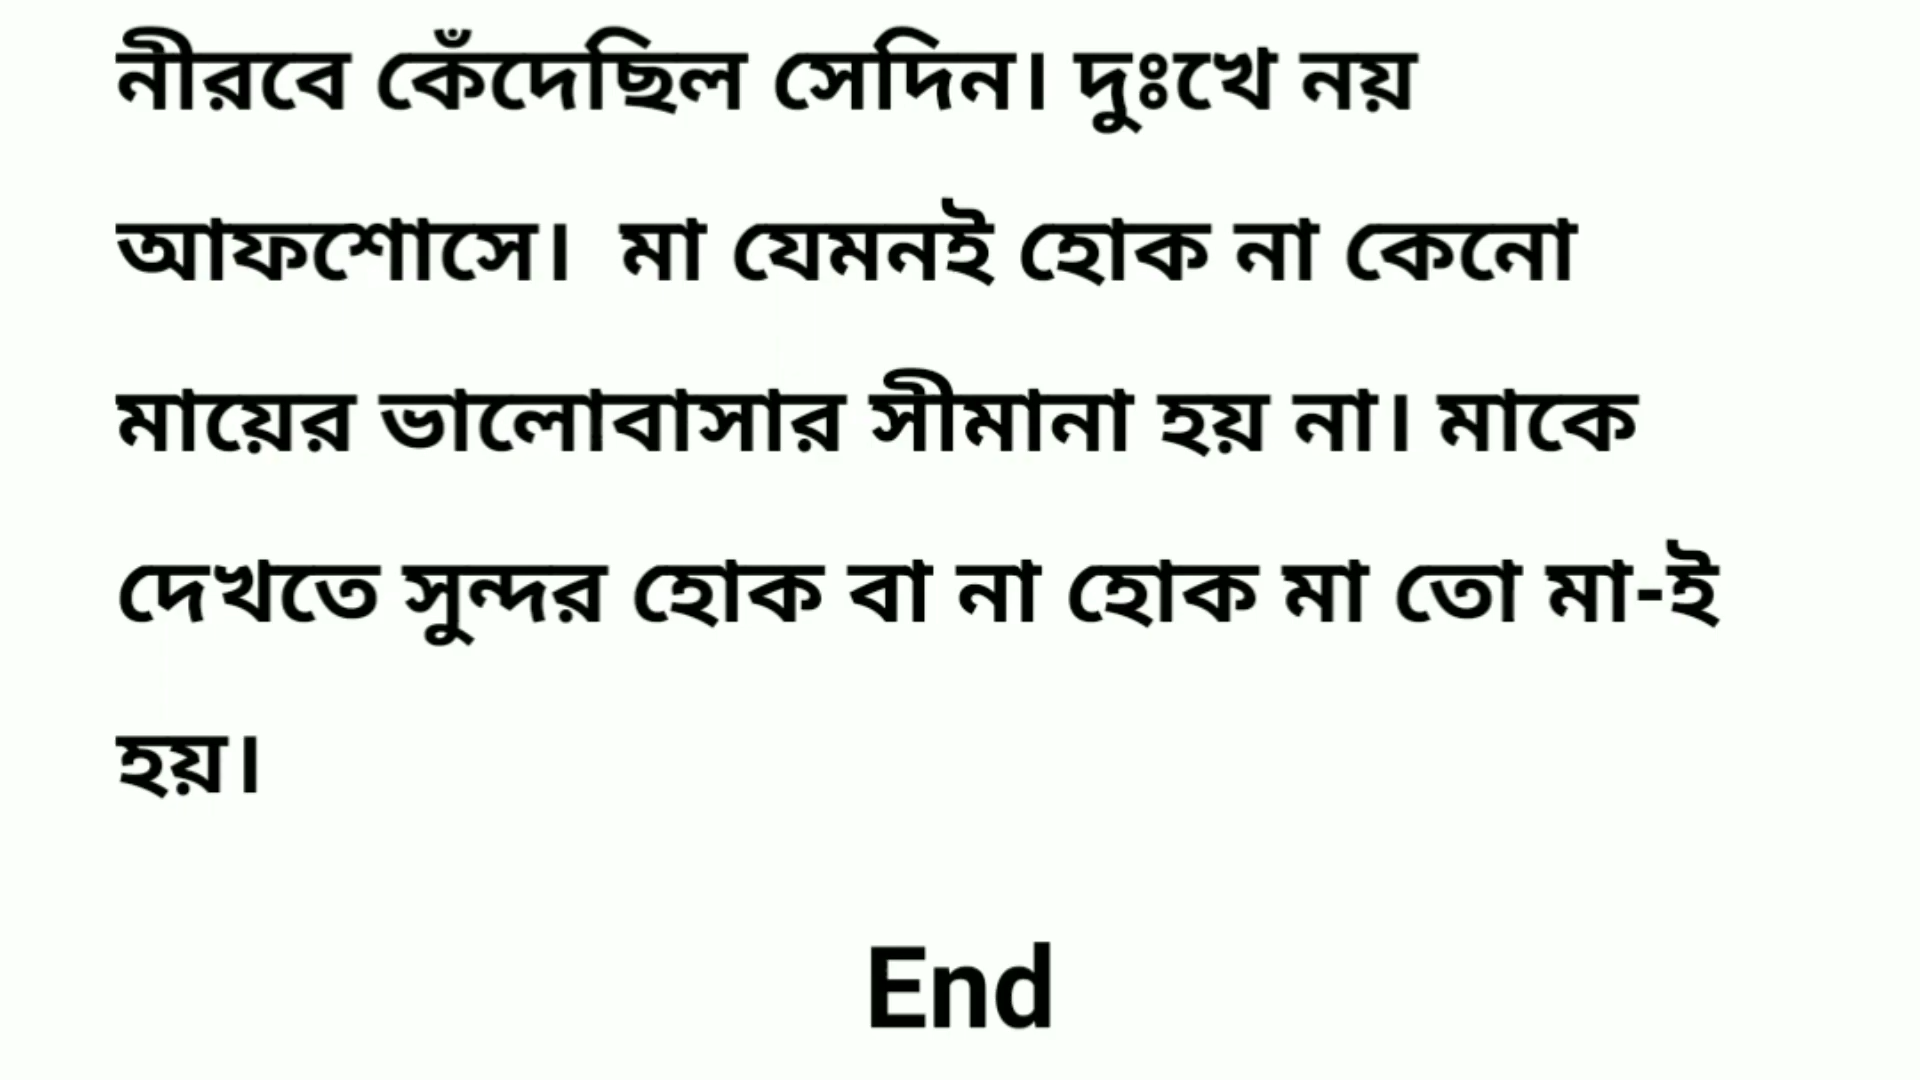 নীরবে কেঁদেছিল সেদিন। দুঃখে নয়
আফশোসে।  মা যেমনই হোক না কেনো
মায়ের ভালোবাসার সীমানা হয় না। মাকে
দেখতে সুন্দর হোক বা না হোক মা তো মা-ই
হয়।
End